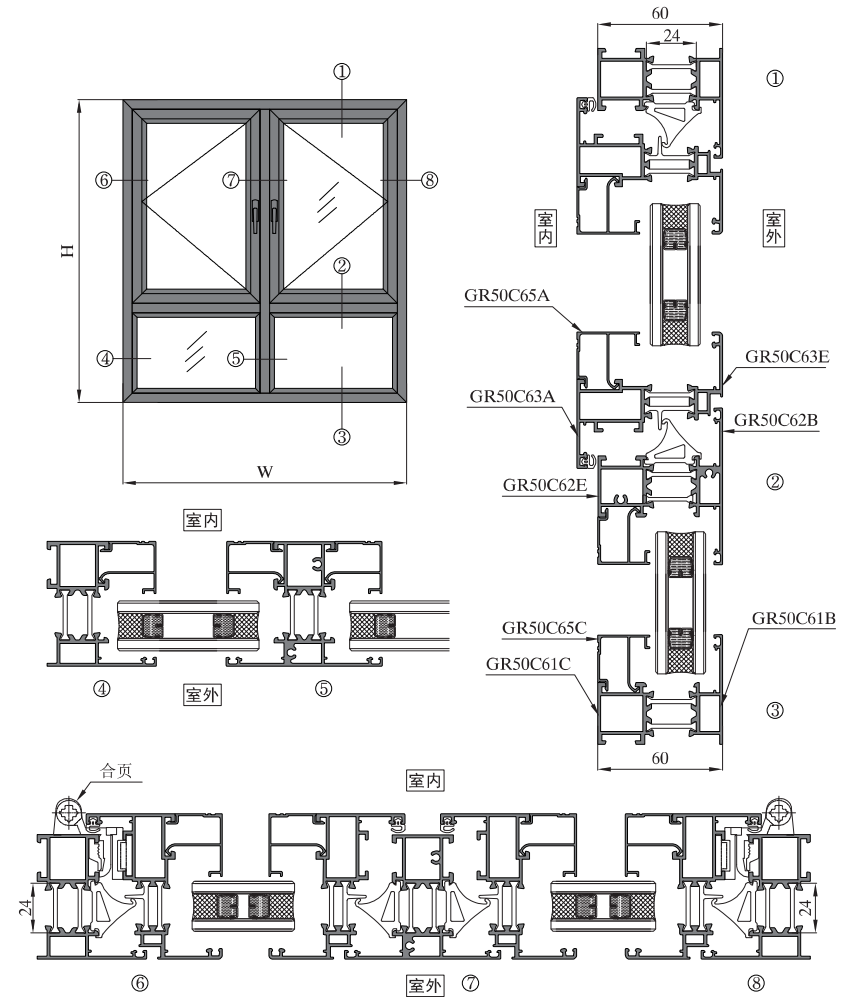 60
24
①
①
⑥
⑦
⑧
室内
室外
H
②
GR50C65A
GR50C63E
④
⑤
GR50C63A
GR50C62B
③
W
②
GR50C62E
室内
GR50C65C
GR50C61B
GR50C61C
④
室外
⑤
③
60
合页
室内
24
24
⑥
室外
⑦
⑧